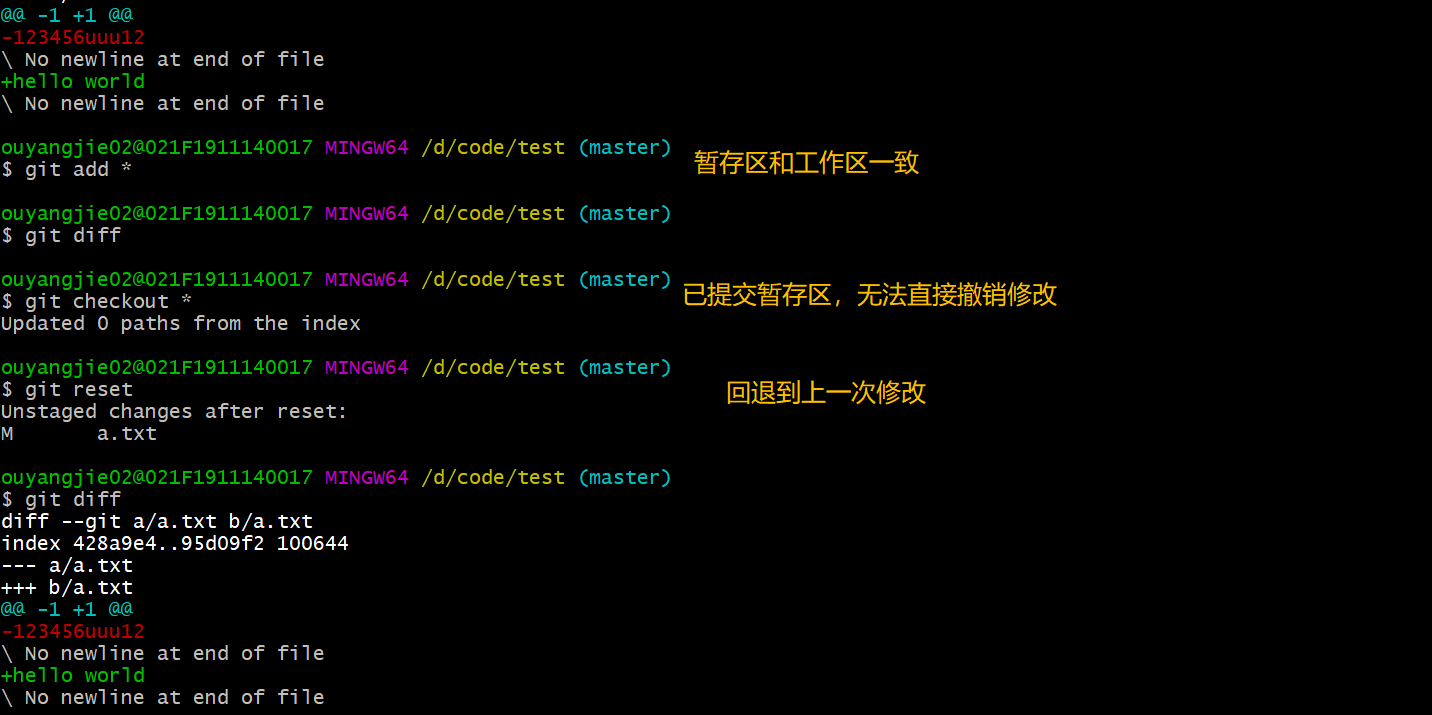 @@ -1 +1 @@
-123456uuu12
\ No newline at end of file
+hello world
\ No newline at end of file
ouyangjie02@021F1911140017 MINGW64 /d/code/test (master)
$ git add *
暂存区和工作区一致
ouyangjie02@021F1911140017 MINGW64 /d/code/test (master)
$ git diff
ouyangjie02@021F1911140017 MINGW64 /d/code/test (master)
$ git checkout *
已提交暂存区，无法直接撤销修改
Updated 0 paths from the index
ouyangjie02@021F1911140017 MINGW64 /d/code/test (master)
$ git reset
回退到上一次修改
Unstaged changes after reset:
M       a.txt
ouyangjie02@021F1911140017 MINGW64 /d/code/test (master)
$ git diff
diff --git a/a.txt b/a.txt
index 428a9e4..95d09f2 100644
--- a/a.txt
+++ b/a.txt
@@ -1 +1 @@
-123456uuu12
\ No newline at end of file
+hello world
\ No newline at end of file